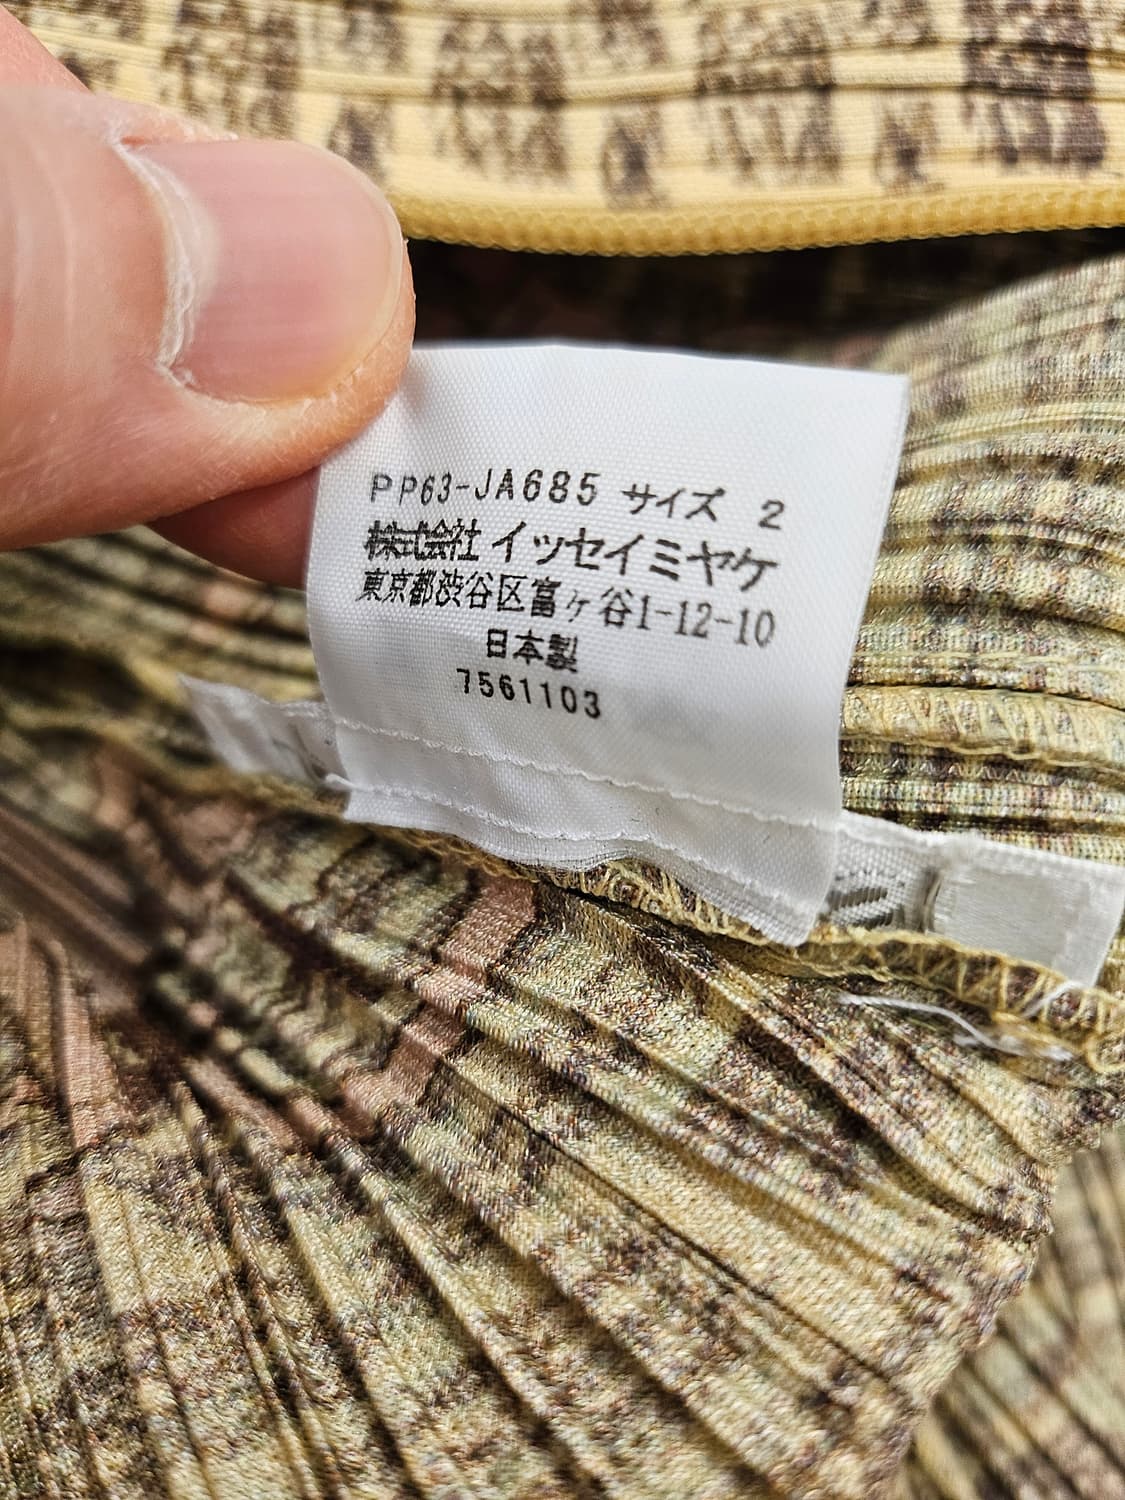 PP63-JA685 サイズ 2
株式会社 イッセイミヤケ
東京都渋谷区富ヶ谷1-12-10
日本製
7561103